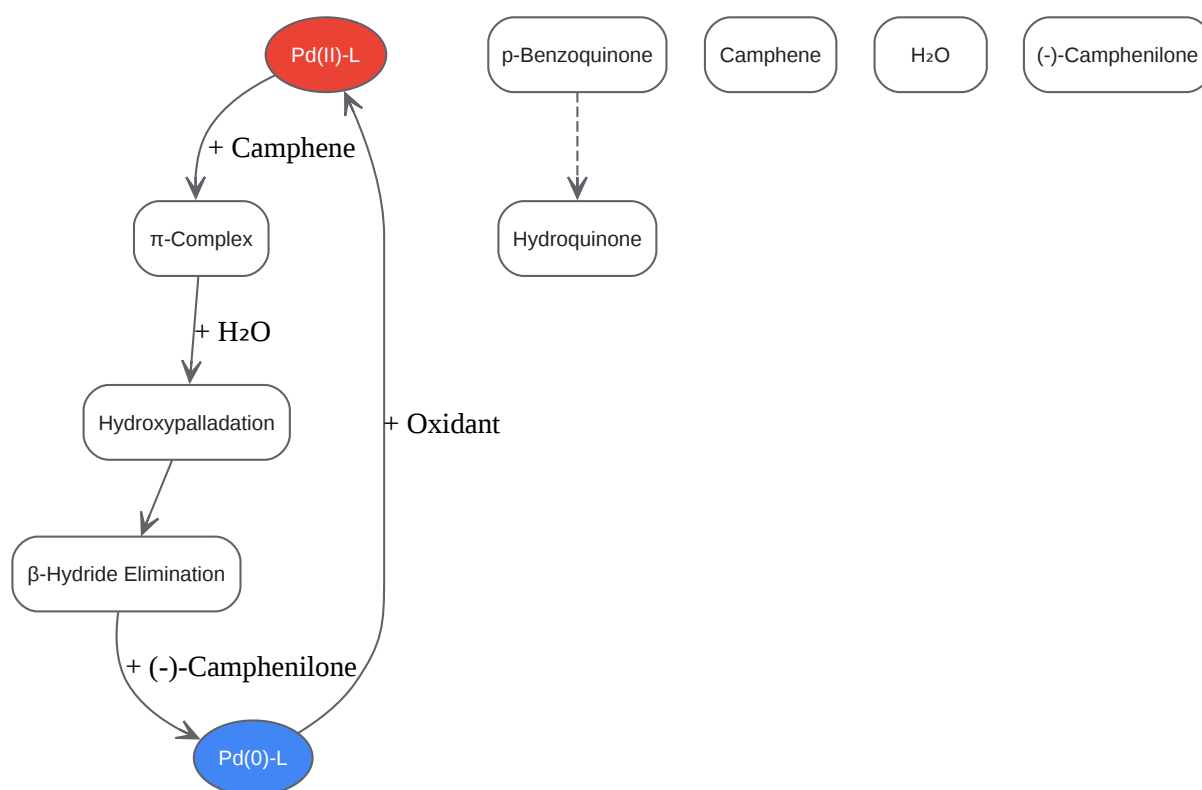 Pd(II)-L
p-Benzoquinone
Camphene
H₂O
(-)-Camphenilone
+ Camphene
π-Complex
Hydroquinone
+ H₂O
Hydroxypalladation
+ Oxidant
β-Hydride Elimination
+ (-)-Camphenilone
Pd(0)-L